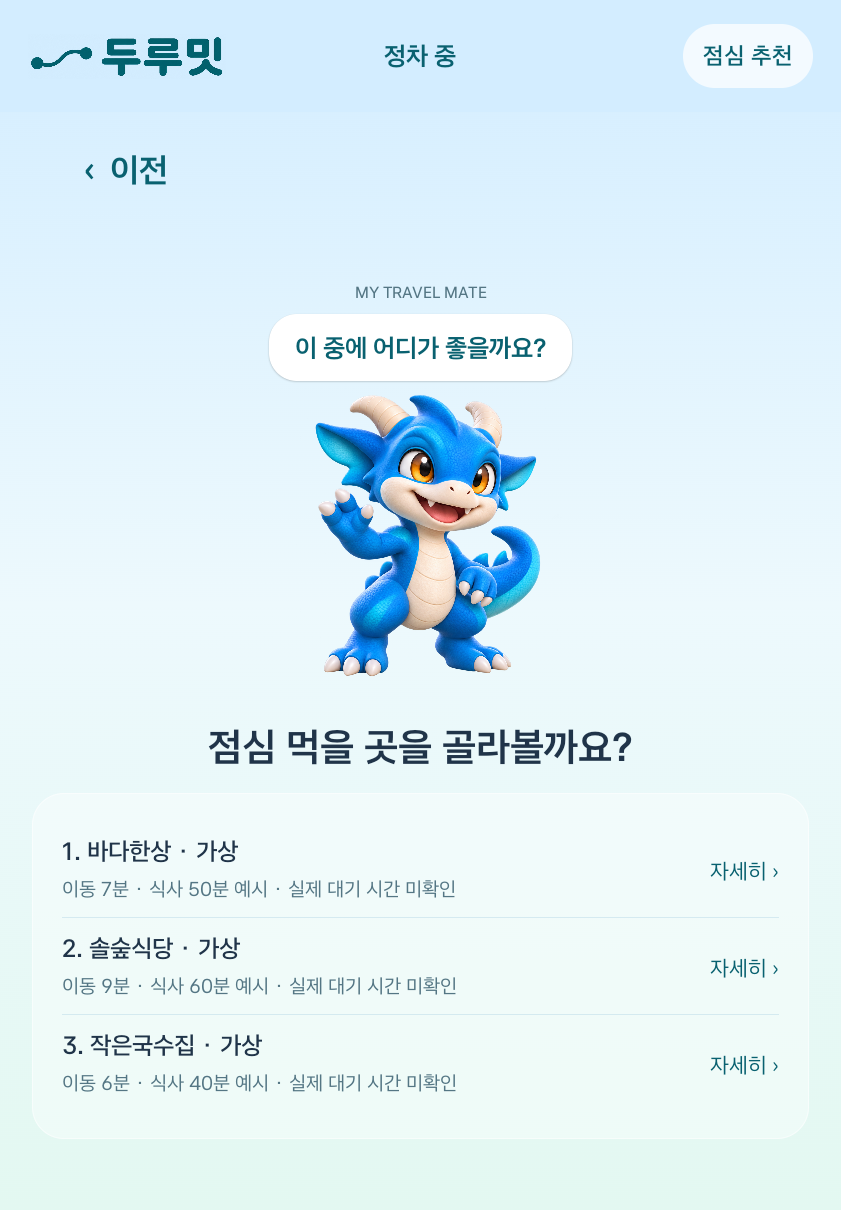 두루밋
정차 중
점심 추천
‹ 이전
MY TRAVEL MATE
이 중에 어디가 좋을까요?
점심 먹을 곳을 골라볼까요?
1. 바다한상 · 가상
이동 7분 · 식사 50분 예시 · 실제 대기 시간 미확인
자세히 ›
2. 솔숲식당 · 가상
이동 9분 · 식사 60분 예시 · 실제 대기 시간 미확인
자세히 ›
3. 작은국수집 · 가상
이동 6분 · 식사 40분 예시 · 실제 대기 시간 미확인
자세히 ›